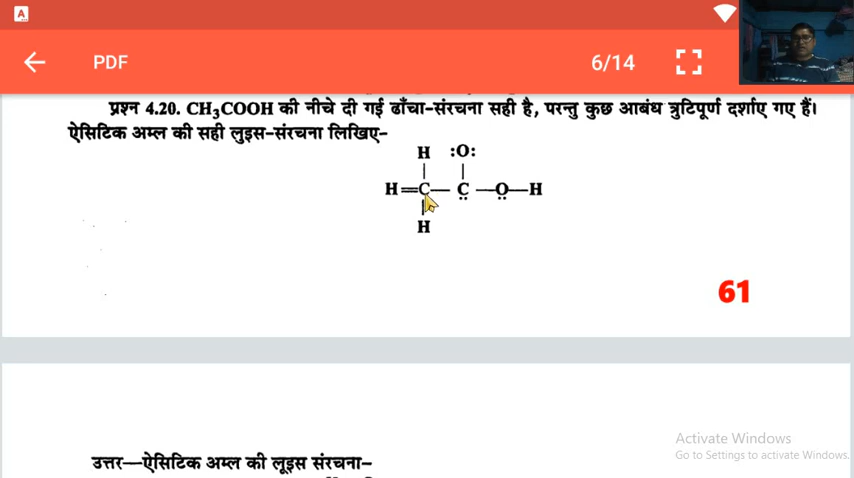 A
PDF
6/14
प्रश्न 4.20. CH₃COOH की नीचे दी गई ढाँचा-संरचना सही है, परन्तु कुछ आबंध त्रुटिपूर्ण दर्शाए गए हैं।
ऐसिटिक अम्ल की सही लुइस-संरचना लिखिए-
H :O:
| |
H=C— C̤ —O̤—H
|
H
61
Activate Windows
Go to Settings to activate Windows.
उत्तर—ऐसिटिक अम्ल की लूइस संरचना-